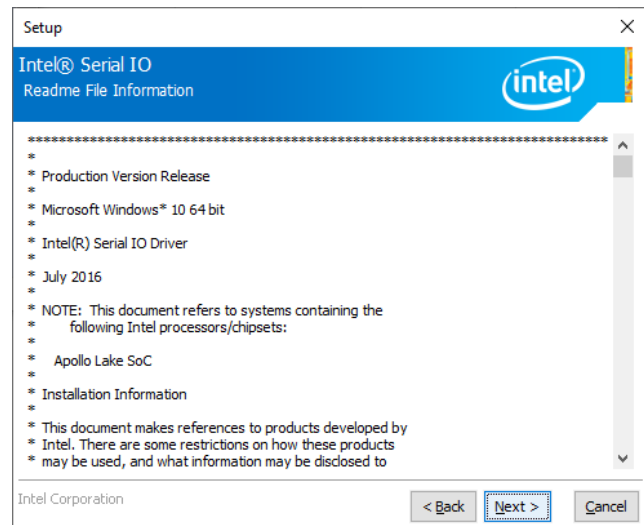 Setup
Intel® Serial IO
Readme File Information
intel
*******************************************************************************
*
* Production Version Release
*
* Microsoft Windows* 10 64 bit
*
* Intel(R) Serial IO Driver
*
* July 2016
*
* NOTE: This document refers to systems containing the
* following Intel processors/chipsets:
*
* Apollo Lake SoC
*
* Installation Information
*
* This document makes references to products developed by
* Intel. There are some restrictions on how these products
* may be used, and what information may be disclosed to
Intel Corporation
< Back
Next >
Cancel